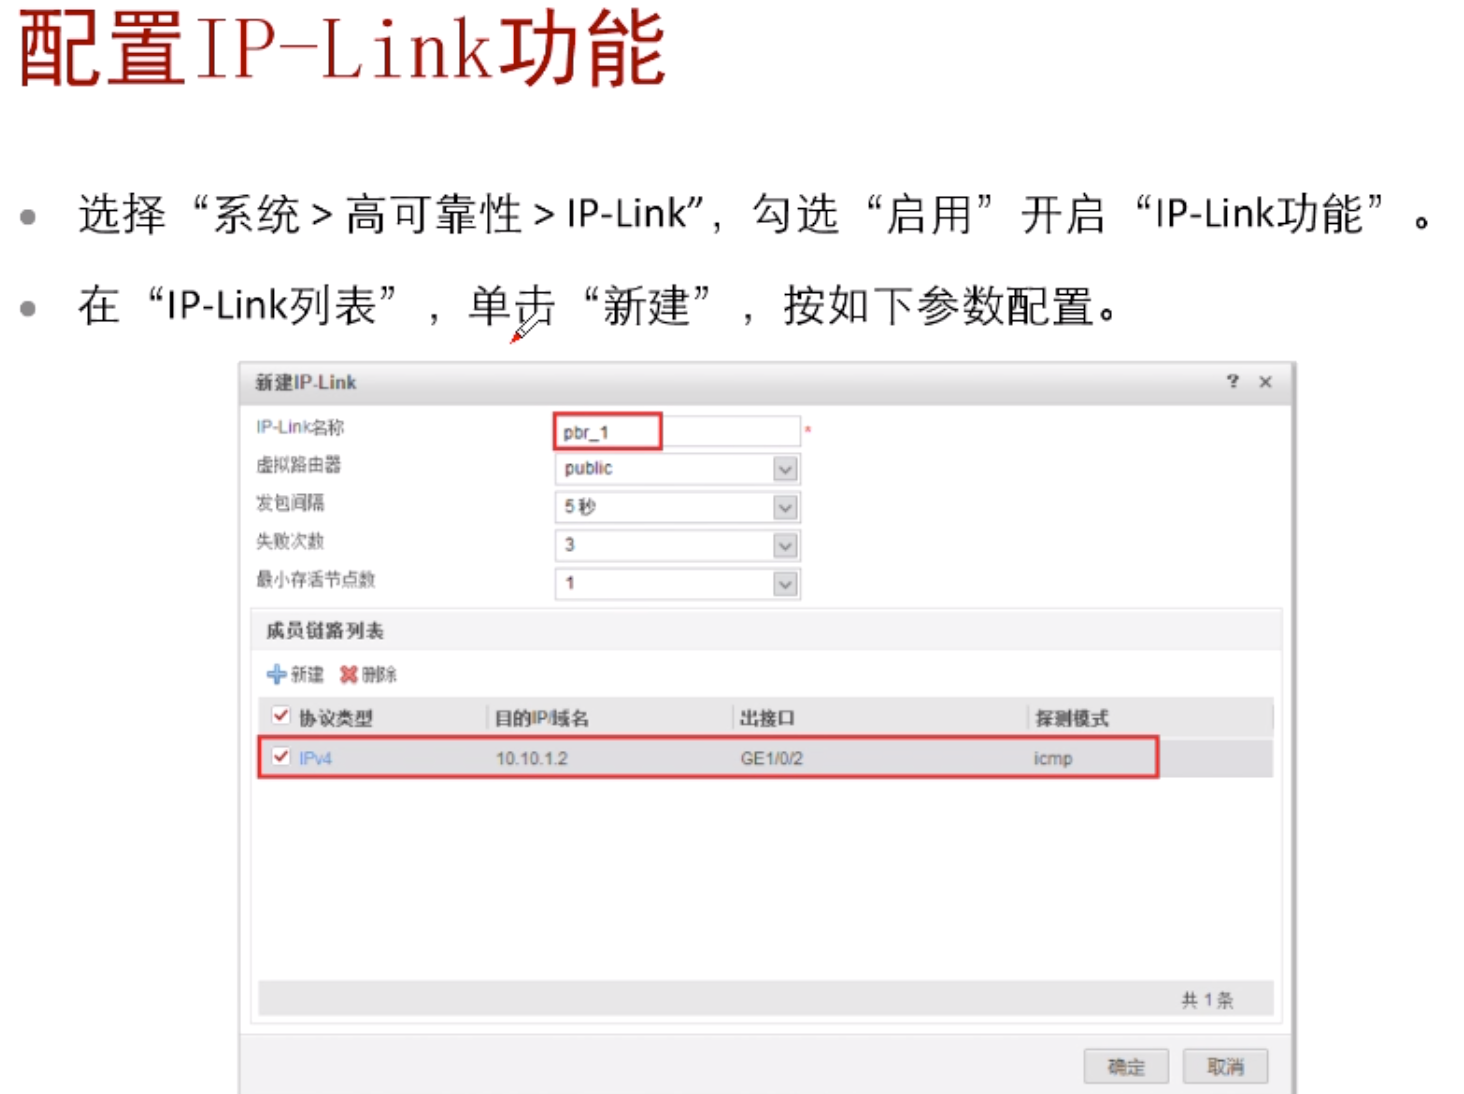 配置IP-Link功能
选择“系统 > 高可靠性 > IP-Link”，勾选“启用”开启“IP-Link功能”。
在“IP-Link列表”，单击“新建”，按如下参数配置。
新建IP-Link ? ×
IP-Link名称 pbr_1 *
虚拟路由器 public
发包间隔 5 秒
失败次数 3
最小存活节点数 1
成员链路列表
新建 删除
协议类型 目的IP/域名 出接口 探测模式
IPv4 10.10.1.2 GE1/0/2 icmp
共 1 条
确定 取消